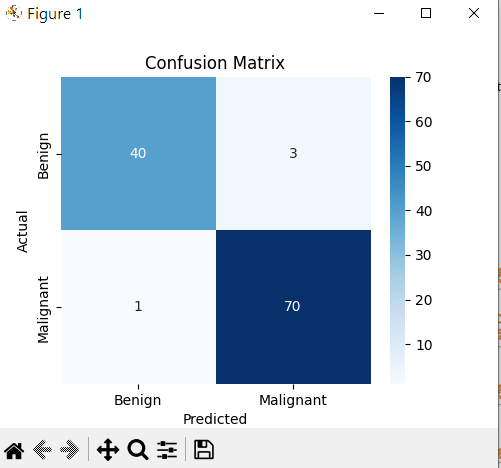 Figure 1
Confusion Matrix
70
60
50
40
30
20
10
Benign
Malignant
Actual
40
3
1
70
Benign
Malignant
Predicted